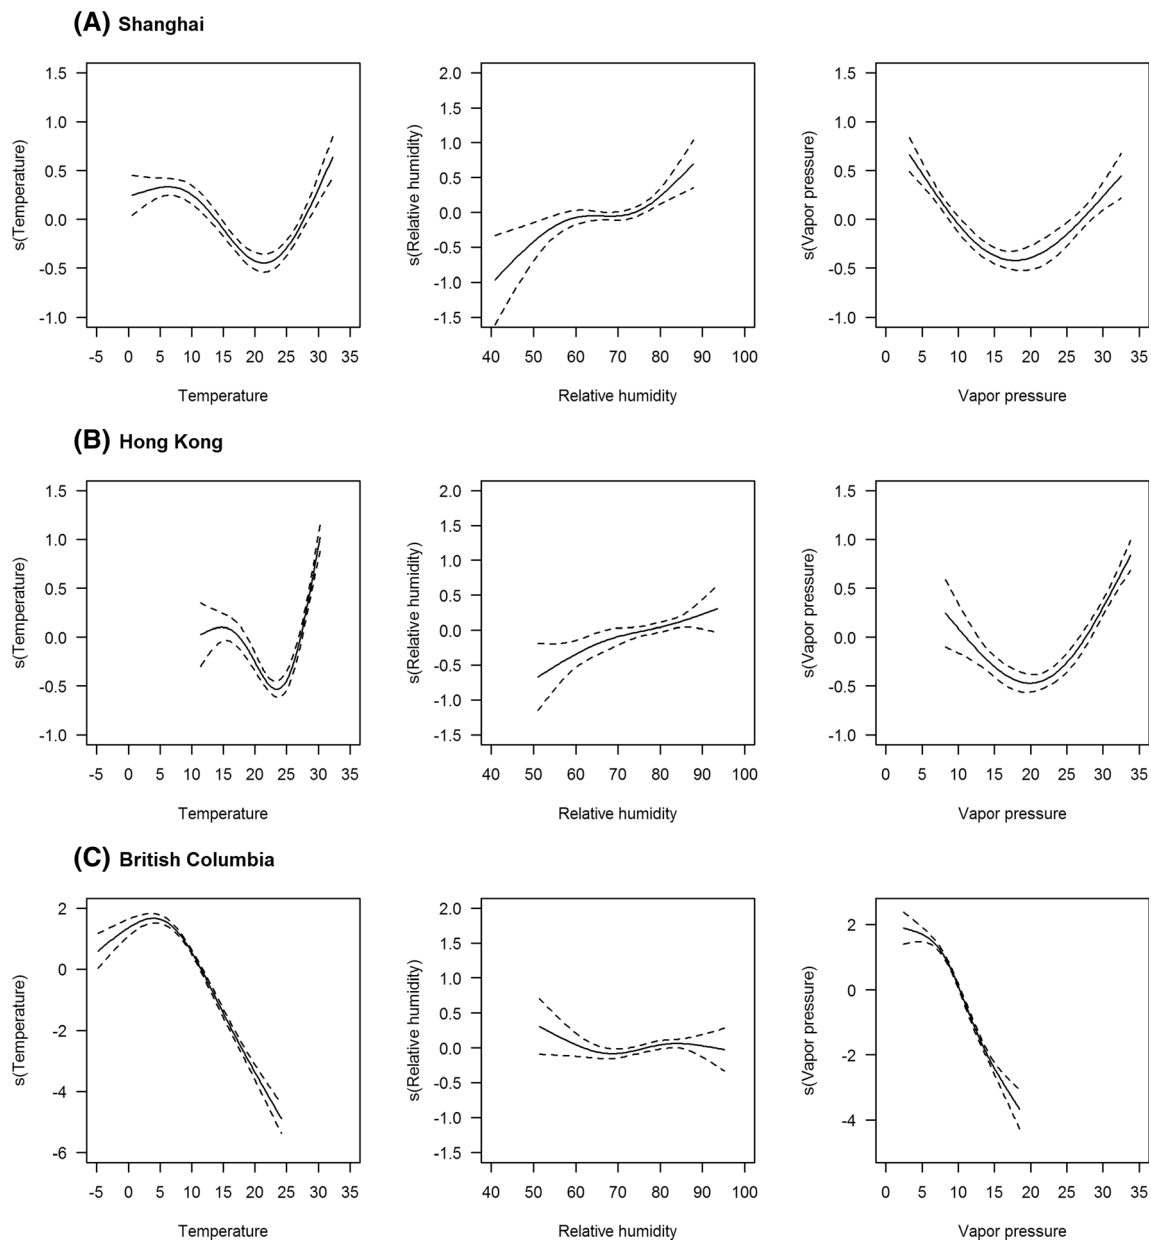 (A) Shanghai
s(Temperature)
1.5
1.0
0.5
0.0
-0.5
-1.0
-5 0 5 10 15 20 25 30 35
Temperature
s(Relative humidity)
2.0
1.5
1.0
0.5
0.0
-0.5
-1.0
-1.5
40 50 60 70 80 90 100
Relative humidity
s(Vapor pressure)
1.5
1.0
0.5
0.0
-0.5
-1.0
0 5 10 15 20 25 30 35
Vapor pressure
(B) Hong Kong
s(Temperature)
1.5
1.0
0.5
0.0
-0.5
-1.0
-5 0 5 10 15 20 25 30 35
Temperature
s(Relative humidity)
2.0
1.5
1.0
0.5
0.0
-0.5
-1.0
-1.5
40 50 60 70 80 90 100
Relative humidity
s(Vapor pressure)
1.5
1.0
0.5
0.0
-0.5
-1.0
0 5 10 15 20 25 30 35
Vapor pressure
(C) British Columbia
s(Temperature)
2
0
-2
-4
-6
-5 0 5 10 15 20 25 30 35
Temperature
s(Relative humidity)
2.0
1.5
1.0
0.5
0.0
-0.5
-1.0
-1.5
40 50 60 70 80 90 100
Relative humidity
s(Vapor pressure)
2
0
-2
-4
0 5 10 15 20 25 30 35
Vapor pressure